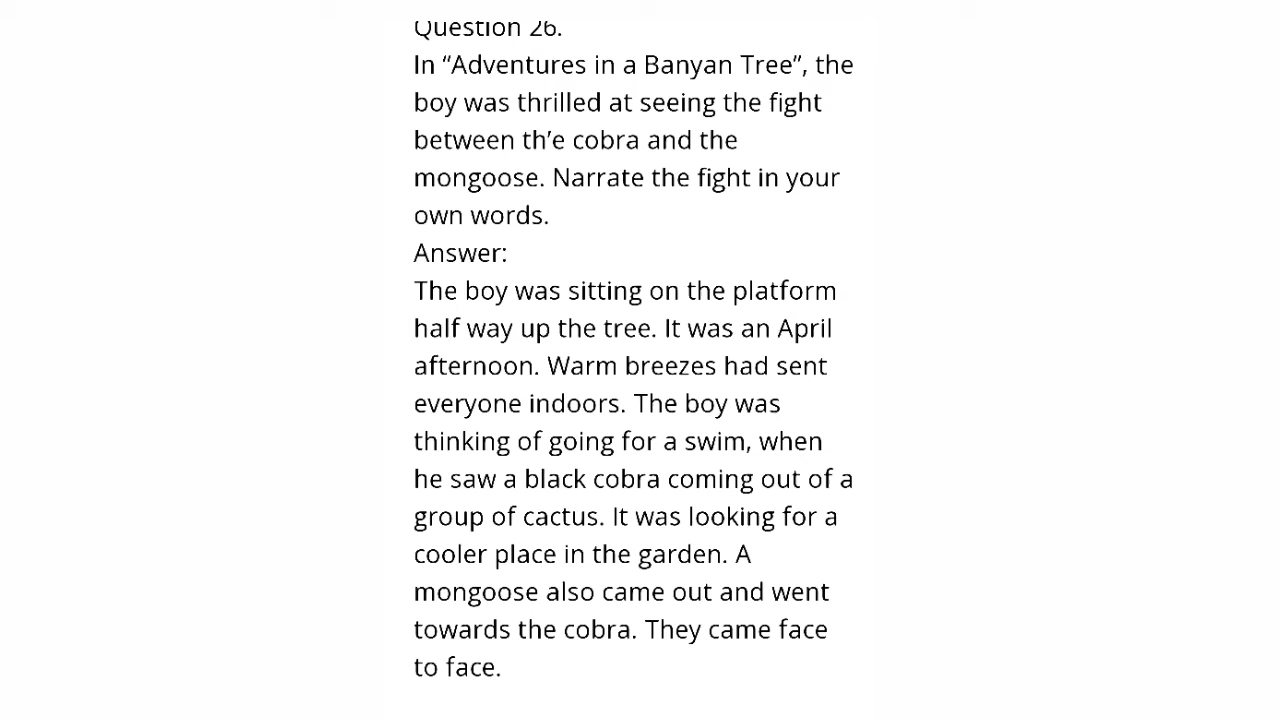 Question 26.
In “Adventures in a Banyan Tree”, the
boy was thrilled at seeing the fight
between th’e cobra and the
mongoose. Narrate the fight in your
own words.
Answer:
The boy was sitting on the platform
half way up the tree. It was an April
afternoon. Warm breezes had sent
everyone indoors. The boy was
thinking of going for a swim, when
he saw a black cobra coming out of a
group of cactus. It was looking for a
cooler place in the garden. A
mongoose also came out and went
towards the cobra. They came face
to face.